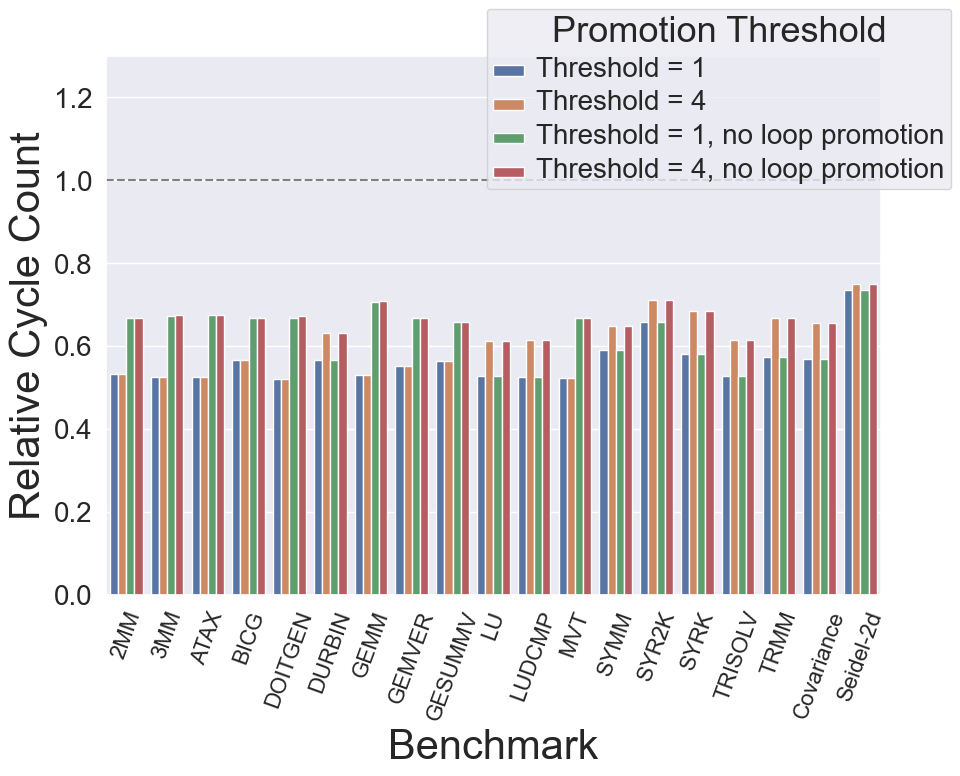 Promotion Threshold
Threshold = 1
Threshold = 4
Threshold = 1, no loop promotion
Threshold = 4, no loop promotion
Relative Cycle Count
1.2
1.0
0.8
0.6
0.4
0.2
0.0
2MM
3MM
ATAX
BICG
DOITGEN
DURBIN
GEMM
GEMVER
GESUMMV
LU
LUDCMP
MVT
SYMM
SYR2K
SYRK
TRISOLV
TRMM
Covariance
Seidel-2d
Benchmark